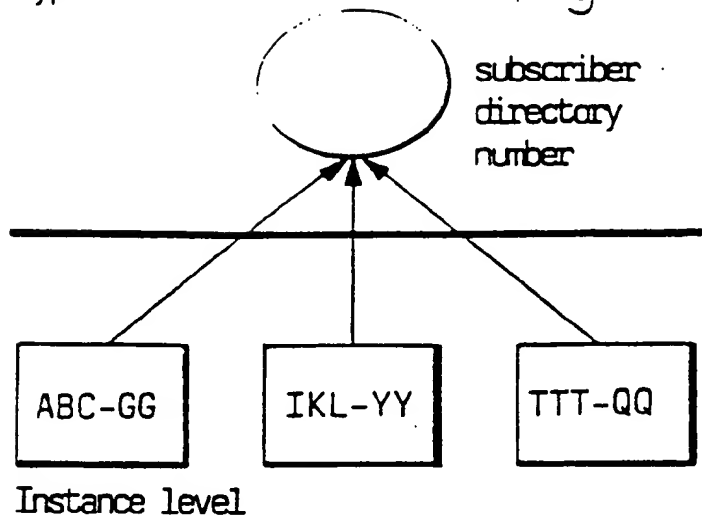 subscriber
directory
number
ABC-GG
IKL-YY
TTT-QQ
Instance level